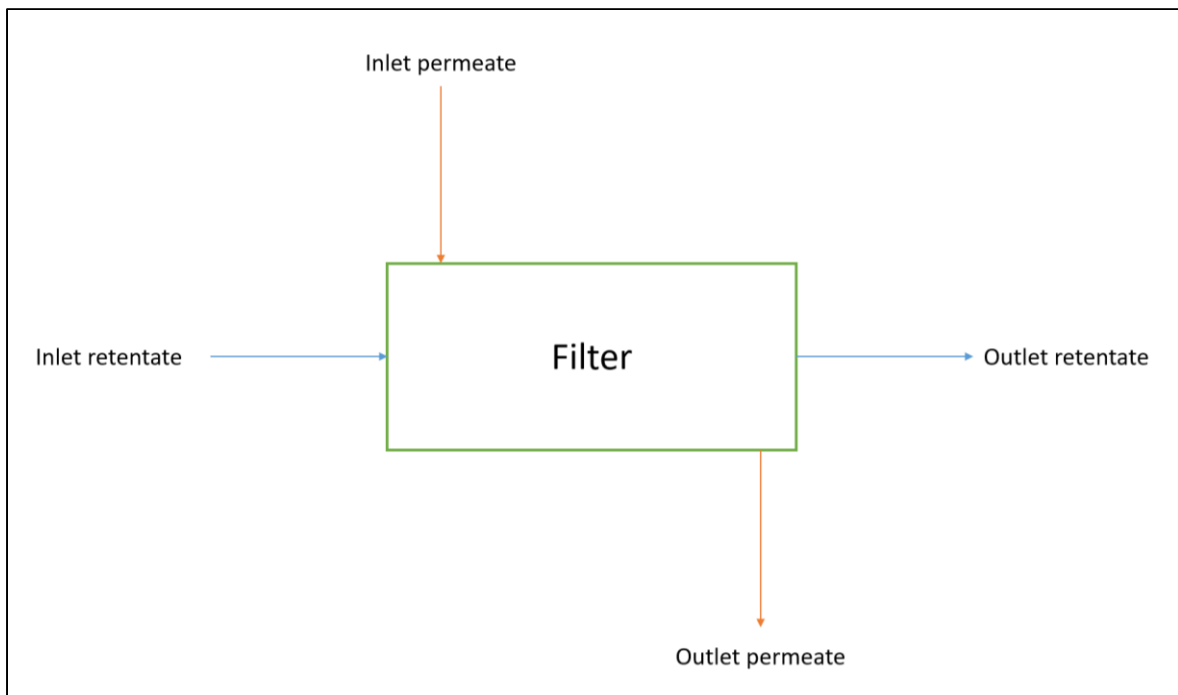 Inlet permeate
Inlet retentate
Filter
Outlet retentate
Outlet permeate